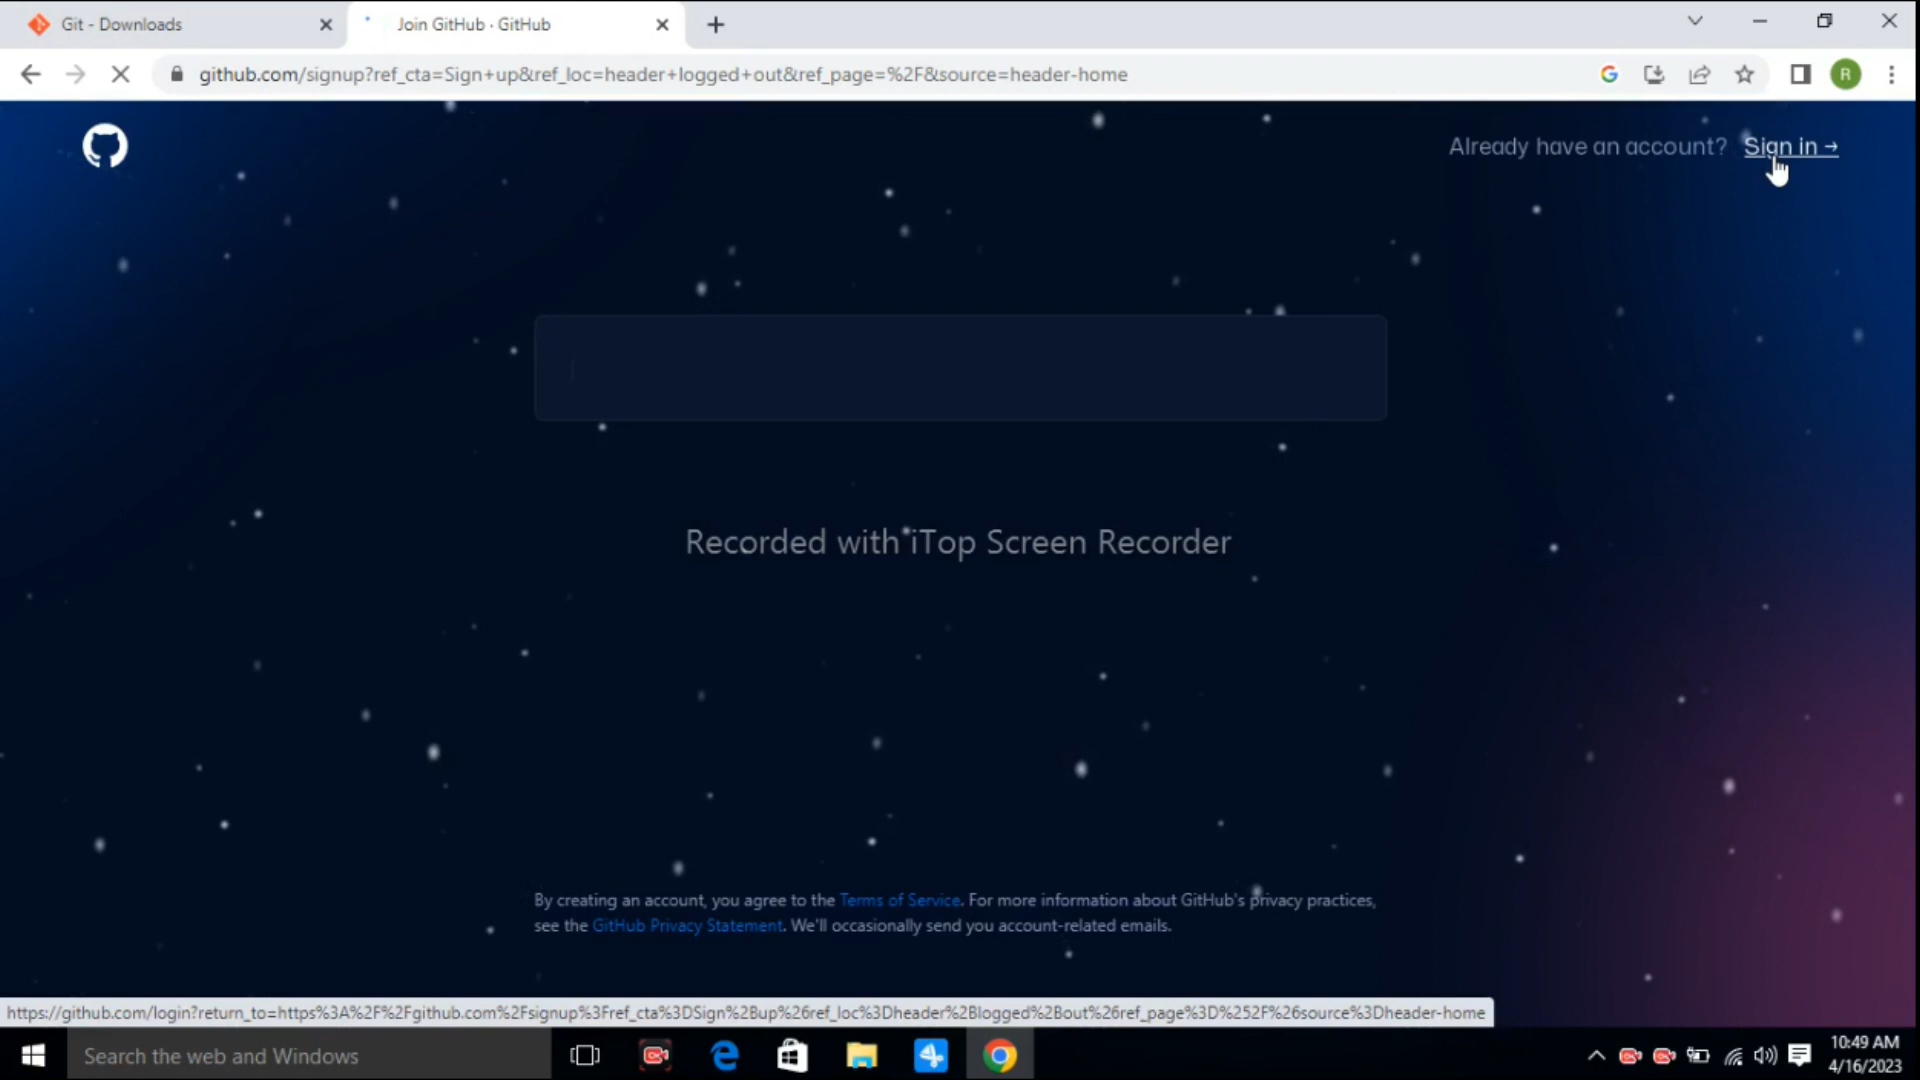 Git - Downloads
Join GitHub · GitHub
github.com/signup?ref_cta=Sign+up&ref_loc=header+logged+out&ref_page=%2F&source=header-home
R
Already have an account? Sign in →
Recorded with iTop Screen Recorder
By creating an account, you agree to the Terms of Service. For more information about GitHub's privacy practices,
see the GitHub Privacy Statement. We'll occasionally send you account-related emails.
https://github.com/login?return_to=https%3A%2F%2Fgithub.com%2Fsignup%3Fref_cta%3DSign%2Bup%26ref_loc%3Dheader%2Blogged%2Bout%26ref_page%3D%252F%26source%3Dheader-home
Search the web and Windows
10:49 AM
4/16/2023